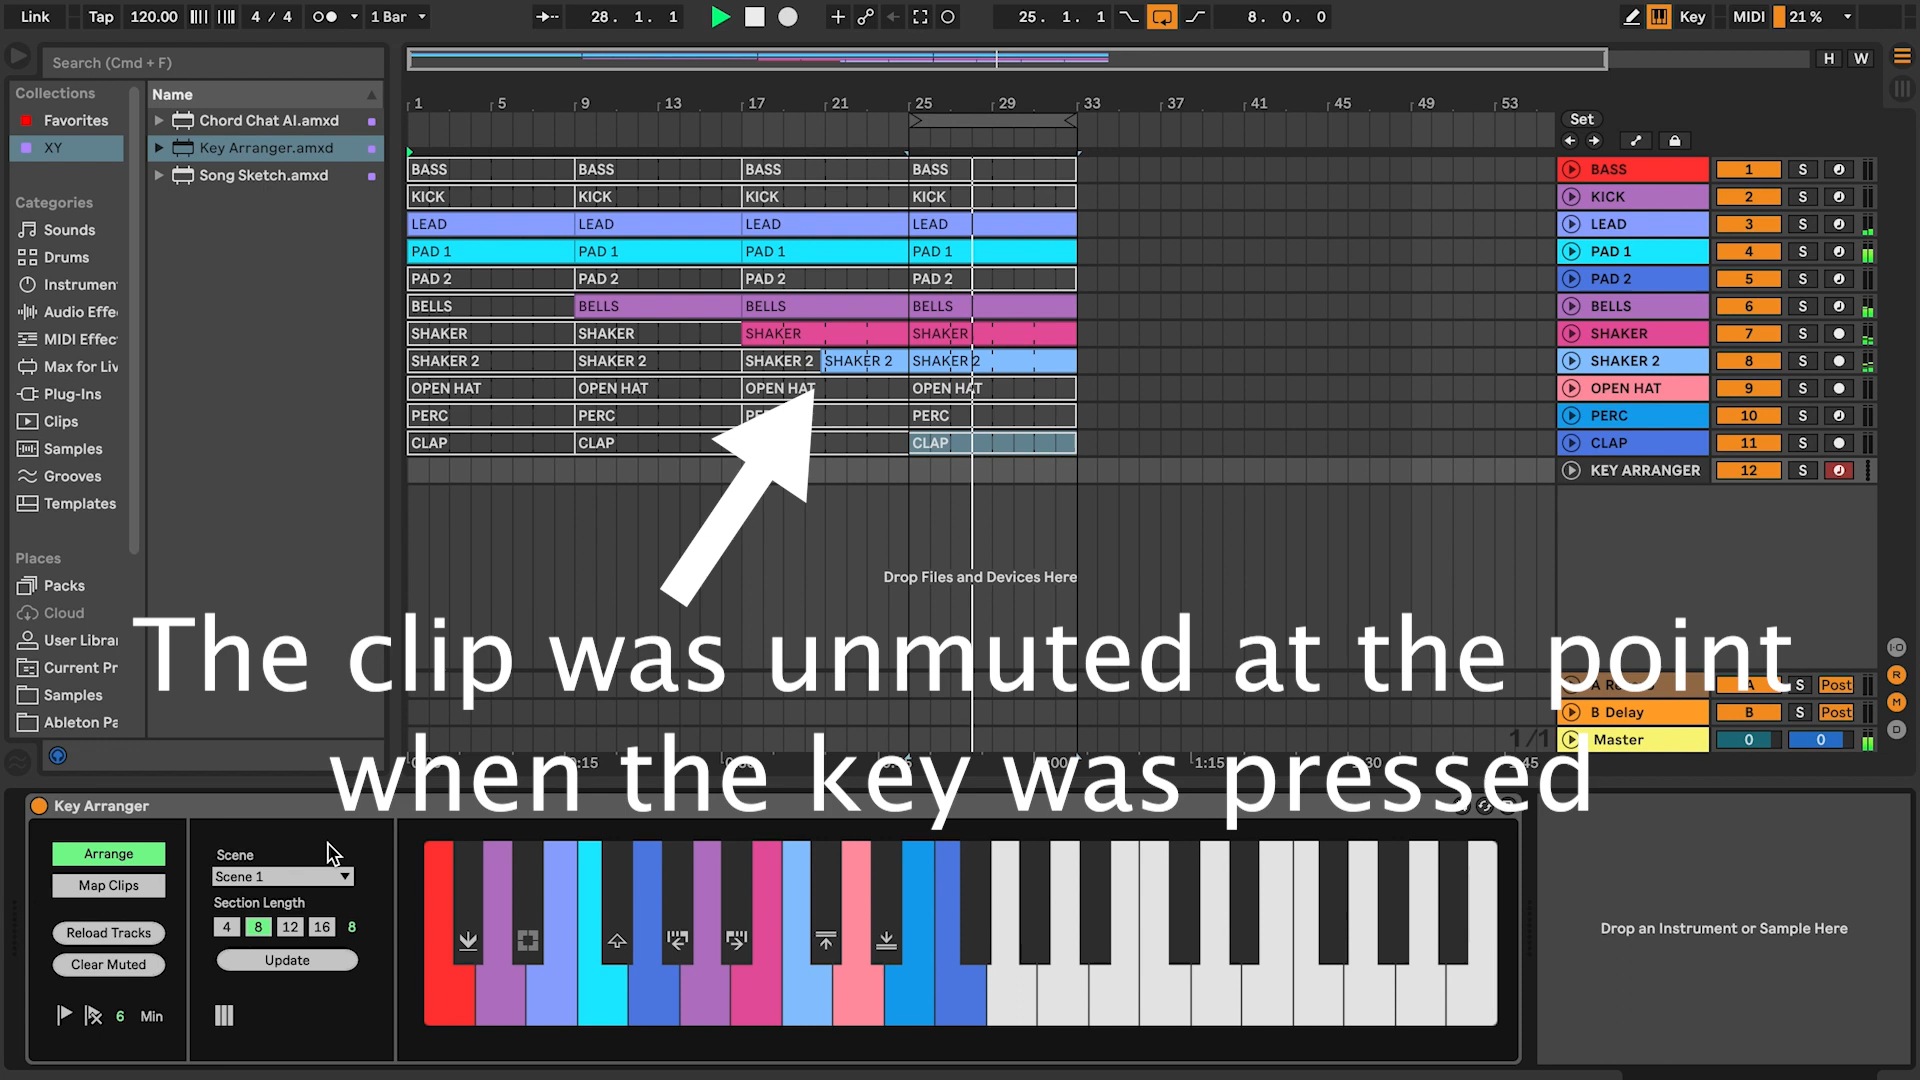 Link Tap 120.00 4 / 4 1 Bar 28. 1. 1 25. 1. 1 8. 0. 0 Key MIDI 21 %
Search (Cmd + F)
H W
Collections
Favorites
XY
Categories
Sounds
Drums
Instrumen
Audio Effe
MIDI Effec
Max for Liv
Plug-Ins
Clips
Samples
Grooves
Templates
Places
Packs
Cloud
User Libra
Current Pr
Samples
Ableton Pa
Name
Chord Chat AI.amxd
Key Arranger.amxd
Song Sketch.amxd
1 5 9 13 17 21 25 29 33 37 41 45 49 53
Set
BASS BASS BASS BASS BASS 1 S
KICK KICK KICK KICK KICK 2 S
LEAD LEAD LEAD LEAD LEAD 3 S
PAD 1 PAD 1 PAD 1 PAD 1 PAD 1 4 S
PAD 2 PAD 2 PAD 2 PAD 2 PAD 2 5 S
BELLS BELLS BELLS BELLS BELLS 6 S
SHAKER SHAKER SHAKER SHAKER SHAKER 7 S
SHAKER 2 SHAKER 2 SHAKER 2 SHAKER 2 SHAKER 2 SHAKER 2 8 S
OPEN HAT OPEN HAT OPEN HAT OPEN HAT OPEN HAT 9 S
PERC PERC PERC PERC 10 S
CLAP CLAP CLAP CLAP 11 S
KEY ARRANGER 12 S
Drop Files and Devices Here
The clip was unmuted at the point
when the key was pressed
A S Post
B Delay B S Post
1/1 Master 0 0
1:15
I·O
R
M
D
Key Arranger
Arrange
Map Clips
Reload Tracks
Clear Muted
6 Min
Scene
Scene 1
Section Length
4 8 12 16 8
Update
Drop an Instrument or Sample Here